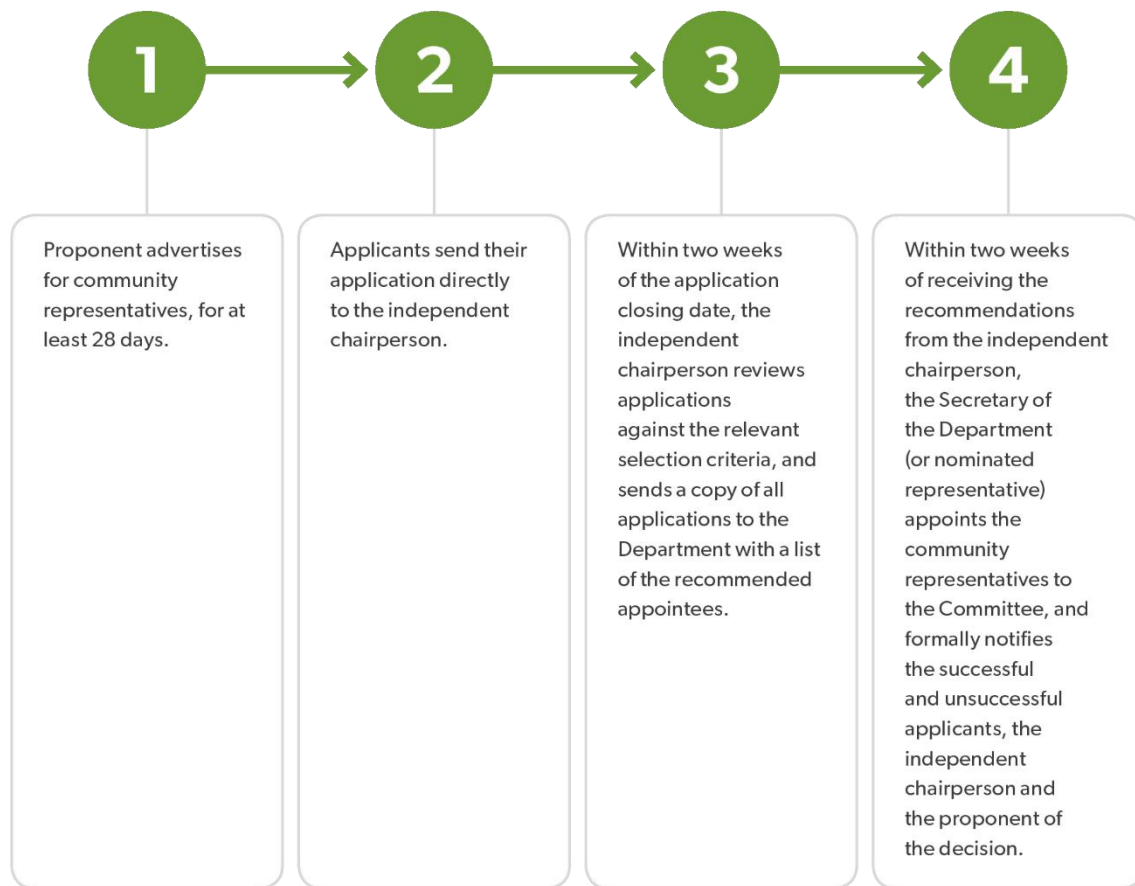 1
2
3
4
Proponent advertises
for community
representatives, for at
least 28 days.
Applicants send their
application directly
to the independent
chairperson.
Within two weeks
of the application
closing date, the
independent
chairperson reviews
applications
against the relevant
selection criteria, and
sends a copy of all
applications to the
Department with a list
of the recommended
appointees.
Within two weeks
of receiving the
recommendations
from the independent
chairperson,
the Secretary of
the Department
(or nominated
representative)
appoints the
community
representatives to
the Committee, and
formally notifies
the successful
and unsuccessful
applicants, the
independent
chairperson and
the proponent of
the decision.